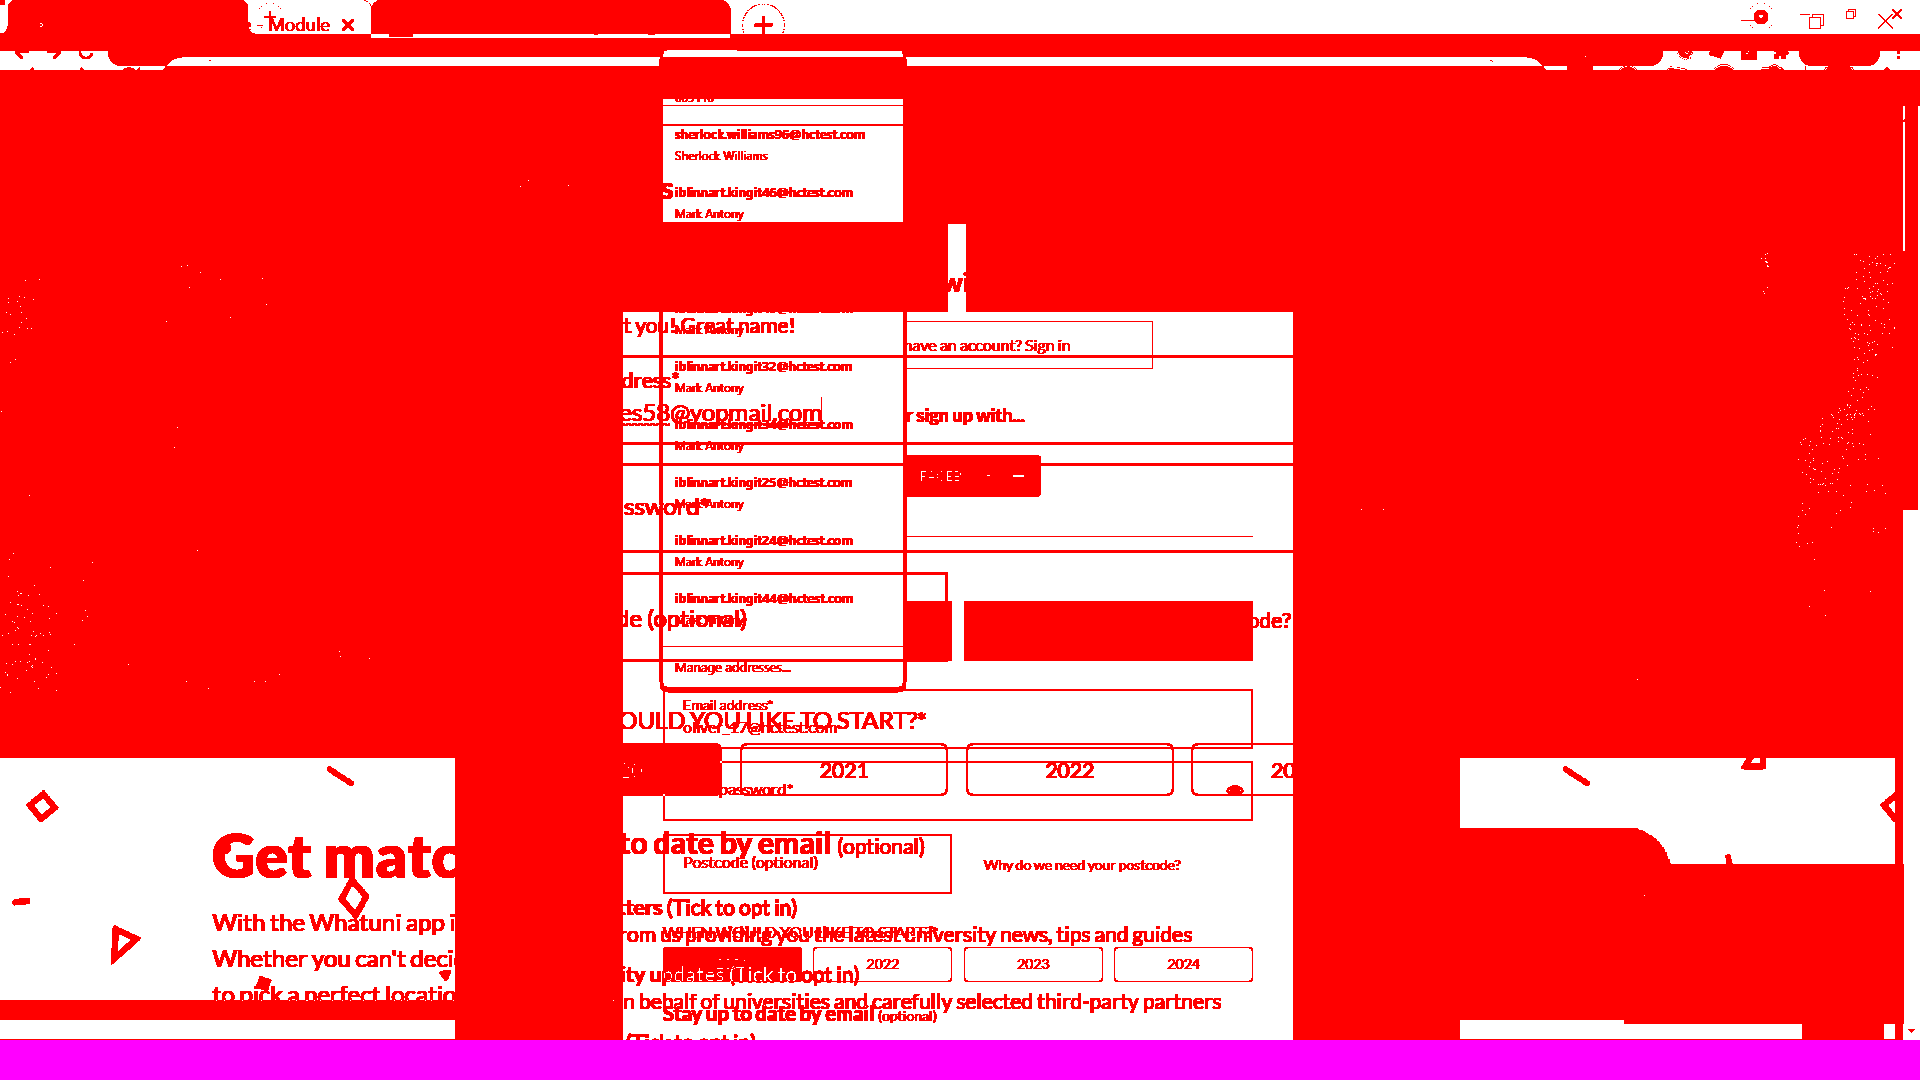 - Module
sherlock.williams96@hctest.com
Sherlock Williams
s
iblinnart.kingit46@hctest.com
Mark Antony
wi
t you! Great name!
Mark Antony
have an account? Sign in
iblinnart.kingit32@hctest.com
dress*
Mark Antony
es58@yopmail.com
r sign up with...
iblinnart.kingit34@hctest.com
Mark Antony
iblinnart.kingit25@hctest.com
ssword*
Mark Antony
iblinnart.kingit24@hctest.com
Mark Antony
iblinnart.kingit44@hctest.com
de (optional)
ode?
Manage addresses...
Email address*
OULD YOU LIKE TO START?*
oliver_17@hctest.com
2021
2022
20
password*
to date by email (optional)
Get matc
Postcode (optional)
Why do we need your postcode?
tters (Tick to opt in)
With the Whatuni app i
WHEN WOULD YOU LIKE TO START?*
rom us providing you the latest university news, tips and guides
Whether you can't deci
2022
2023
2024
ity updates (Tick to opt in)
to pick a perfect locatio
n behalf of universities and carefully selected third-party partners
Stay up to date by email (optional)
(Tick to opt in)